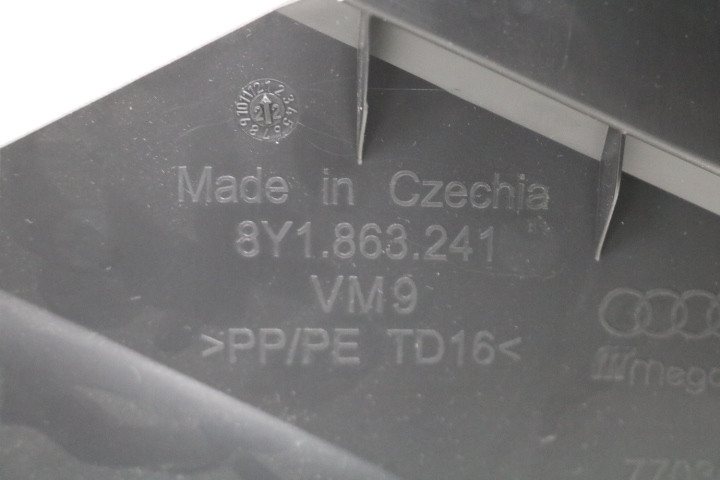 Made in Czechia
8Y1.863.241
VM9
>PP/PE TD16<